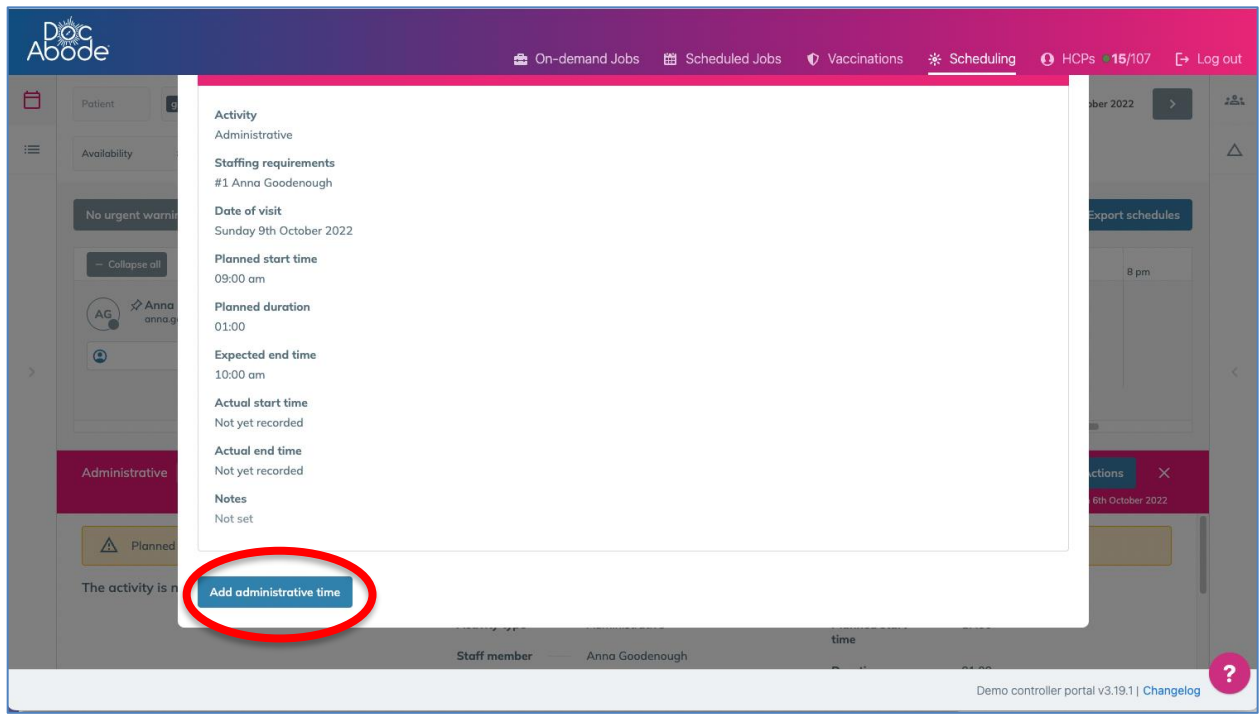 Doc
Abode
On-demand Jobs
Scheduled Jobs
Vaccinations
Scheduling
HCPs 15/107
Log out
Patient
2022
Availability
Activity
Administrative
Staffing requirements
#1 Anna Goodenough
Date of visit
Sunday 9th October 2022
No urgent
Export schedules
Planned start time
09:00 am
− Collapse all
8 pm
Planned duration
01:00
AG
Anna
Expected end time
10:00 am
Actual start time
Not yet recorded
Actual end time
Not yet recorded
Administrative
6th October 2022
Notes
Not set
Planned
The activity is
Add administrative time
time
Staff member
Anna Goodenough
?
Demo controller portal v3.19.1 | Changelog